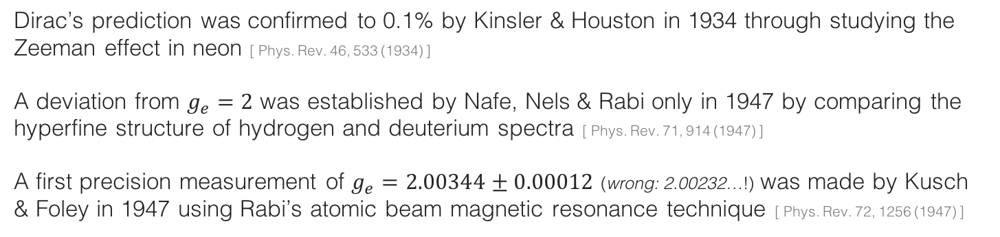 Dirac’s prediction was confirmed to 0.1% by Kinsler & Houston in 1934 through studying the
Zeeman effect in neon [ Phys. Rev. 46, 533 (1934) ]
A deviation from gₑ = 2 was established by Nafe, Nels & Rabi only in 1947 by comparing the
hyperfine structure of hydrogen and deuterium spectra [ Phys. Rev. 71, 914 (1947) ]
A first precision measurement of gₑ = 2.00344 ± 0.00012 (wrong: 2.00232…!) was made by Kusch
& Foley in 1947 using Rabi’s atomic beam magnetic resonance technique [ Phys. Rev. 72, 1256 (1947) ]